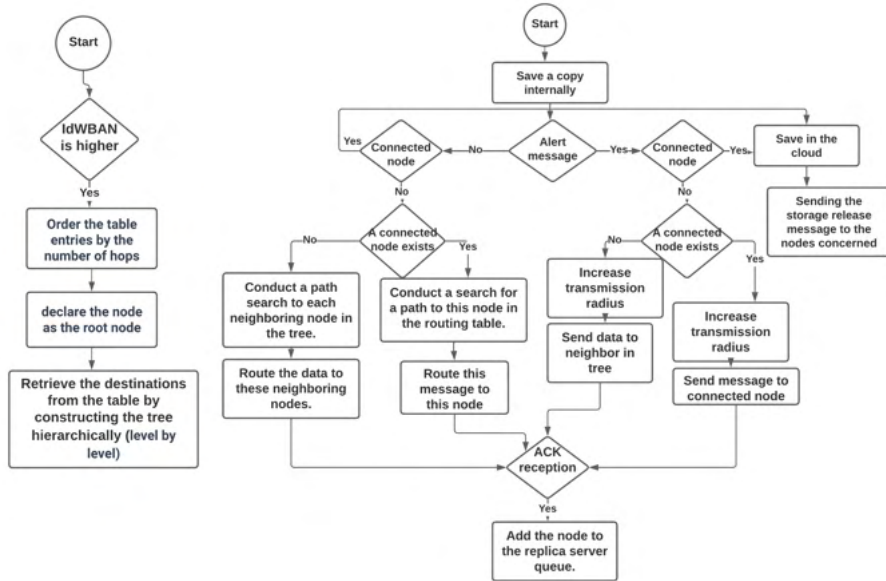 Start
IdWBAN
is higher
Yes
Order the table
entries by the
number of hops
declare the node
as the root node
Retrieve the destinations
from the table by
constructing the tree
hierarchically (level by
level)
Start
Save a copy
internally
Yes
Connected
node
No
Alert
message
Yes
Connected
node
Yes
Save in the
cloud
Sending the
storage release
message to the
nodes concerned
No
No
No
A connected
node exists
Yes
No
A connected
node exists
Yes
Conduct a path
search to each
neighboring node in
the tree.
Conduct a search for
a path to this node in
the routing table.
Increase
transmission
radius
Increase
transmission
radius
Route the data to
these neighboring
nodes.
Route this
message to
this node
Send data to
neighbor in
tree
Send message to
connected node
ACK
reception
Yes
Add the node to
the replica server
queue.